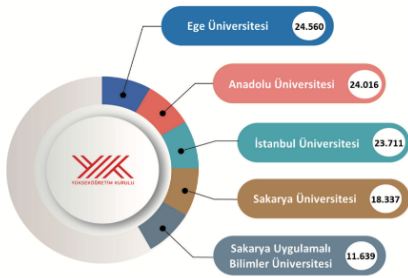 Ege Üniversitesi 24.560
Anadolu Üniversitesi 24.016
İstanbul Üniversitesi 23.711
YÜKSEKÖĞRETİM KURULU
Sakarya Üniversitesi 18.337
Sakarya Uygulamalı
Bilimler Üniversitesi 11.639